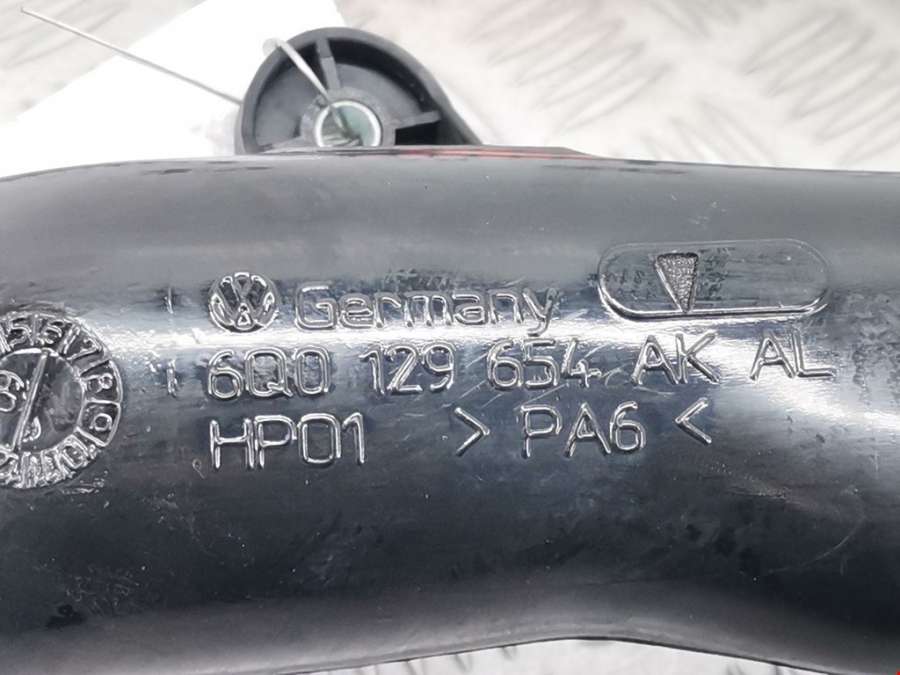 Germany
6Q0 129 654 AK AL
HP01 > PA6 <